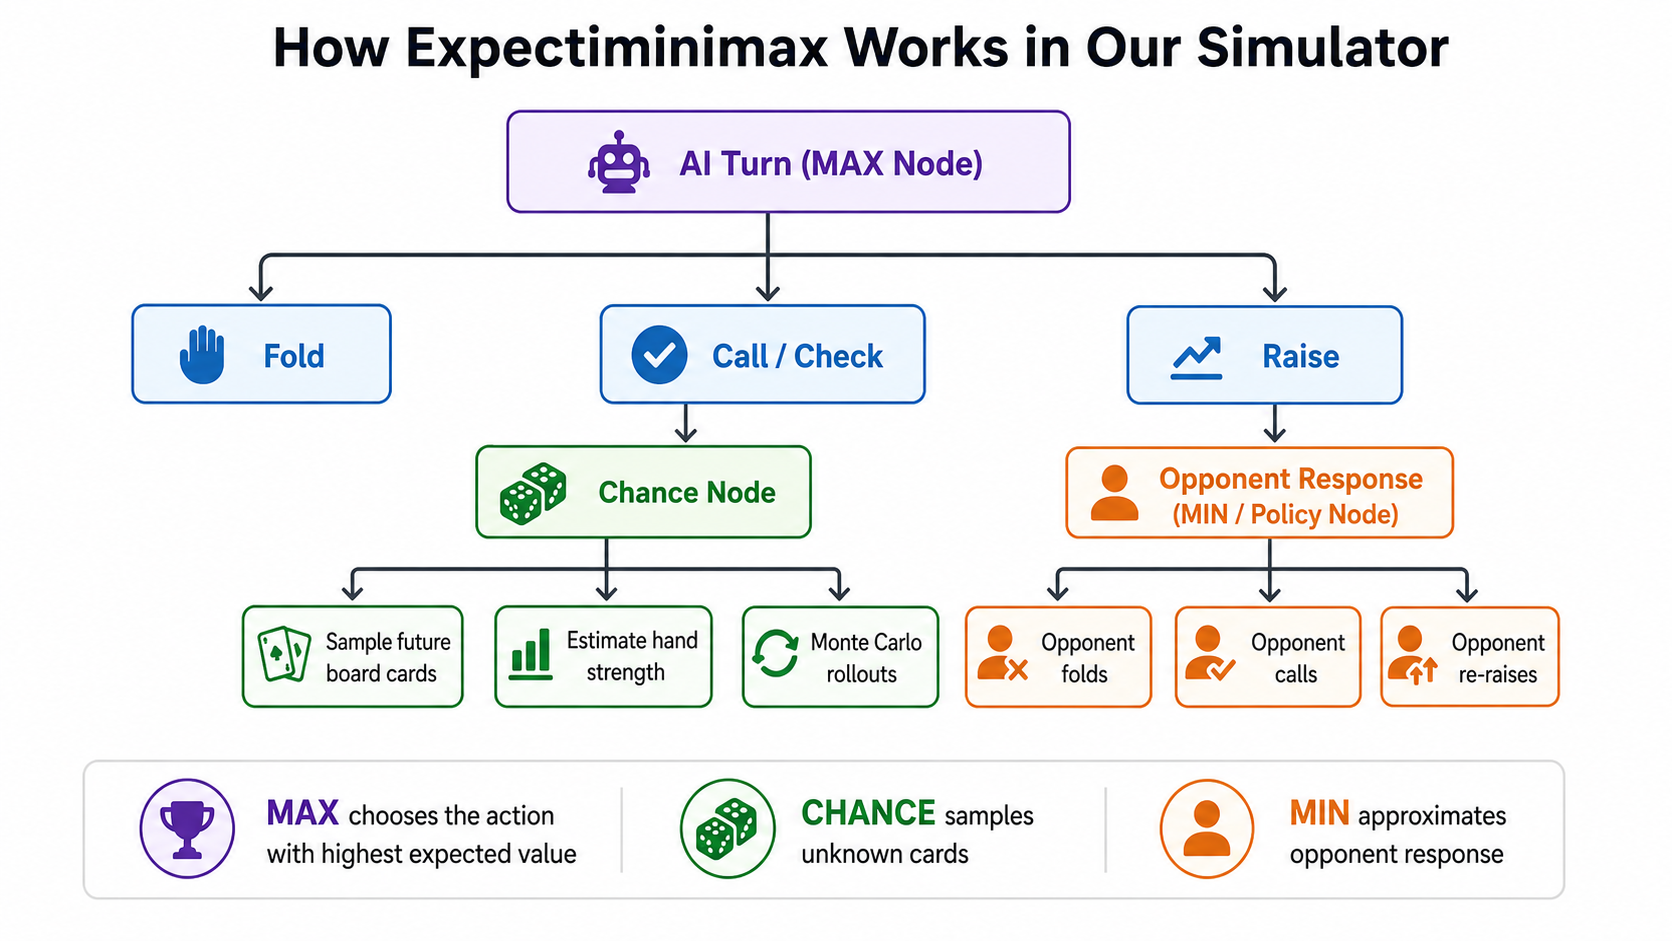 How Expectiminimax Works in Our Simulator
AI Turn (MAX Node)
Fold
Call / Check
Raise
Chance Node
Opponent Response
(MIN / Policy Node)
Sample future
board cards
Estimate hand
strength
Monte Carlo
rollouts
Opponent
folds
Opponent
calls
Opponent
re-raises
MAX chooses the action
with highest expected value
CHANCE samples
unknown cards
MIN approximates
opponent response